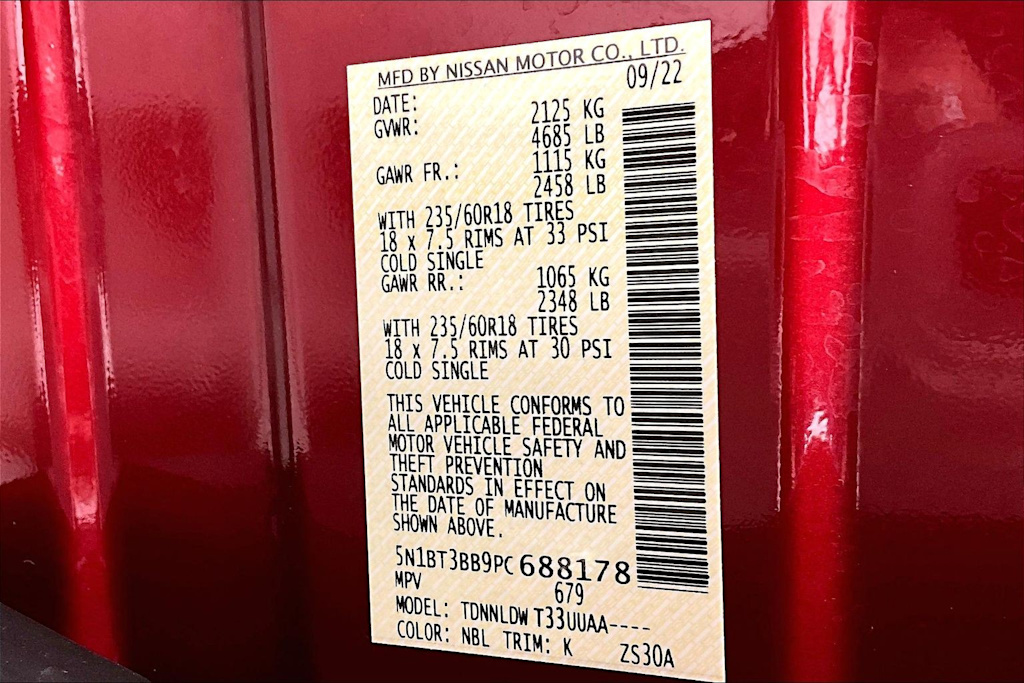 MFD BY NISSAN MOTOR CO., LTD.
DATE: 09/22
GVWR: 2125 KG
4685 LB
GAWR FR.: 1115 KG
2458 LB
WITH 235/60R18 TIRES
18 x 7.5 RIMS AT 33 PSI
COLD SINGLE
GAWR RR.: 1065 KG
2348 LB
WITH 235/60R18 TIRES
18 x 7.5 RIMS AT 30 PSI
COLD SINGLE
THIS VEHICLE CONFORMS TO
ALL APPLICABLE FEDERAL
MOTOR VEHICLE SAFETY AND
THEFT PREVENTION
STANDARDS IN EFFECT ON
THE DATE OF MANUFACTURE
SHOWN ABOVE.
5N1BT3BB9PC688178
MPV 679
MODEL: TDNNLDWT33UUAA----
COLOR: NBL TRIM: K ZS30A